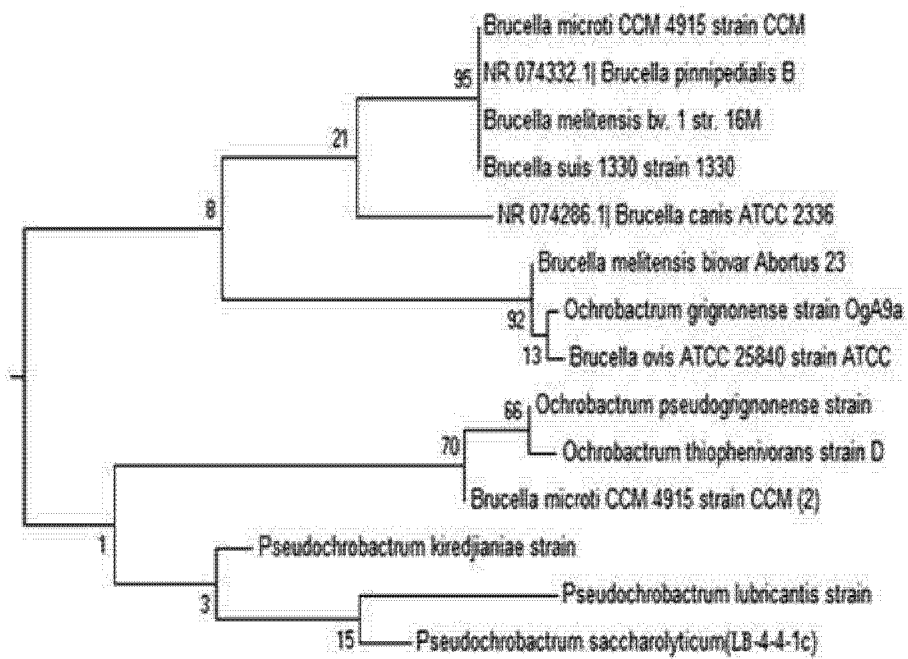 Brucella microti CCM 4915 strain CCM
95
NR 074332.1| Brucella pinnipedialis B
Brucella melitensis bv. 1 str. 16M
21
Brucella suis 1330 strain 1330
8
NR 074286.1| Brucella canis ATCC 2336
Brucella melitensis biovar Abortus 23
Ochrobactrum grignonense strain OgA9a
92
13
Brucella ovis ATCC 25840 strain ATCC
Ochrobactrum pseudogrignonense strain
66
70
Ochrobactrum thiophenivorans strain D
Brucella microti CCM 4915 strain CCM (2)
1
Pseudochrobactrum kiredjianiae strain
3
Pseudochrobactrum lubricantis strain
15
Pseudochrobactrum saccharolyticum(LB-4-4-1c)